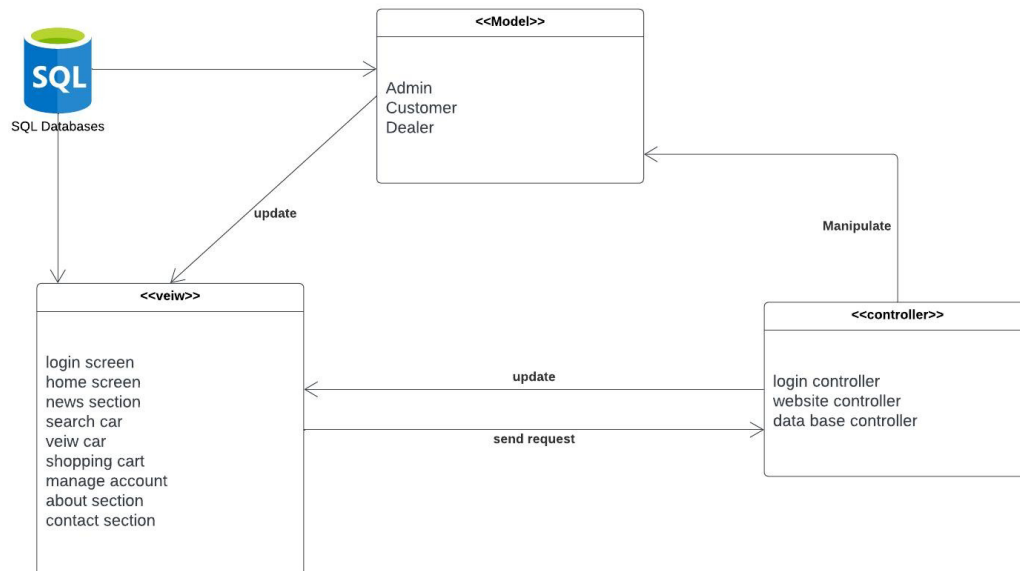 <<Model>>
SQL
SQL Databases
Admin
Customer
Dealer
update
Manipulate
<<veiw>>
login screen
home screen
news section
search car
veiw car
shopping cart
manage account
about section
contact section
<<controller>>
login controller
website controller
data base controller
update
send request